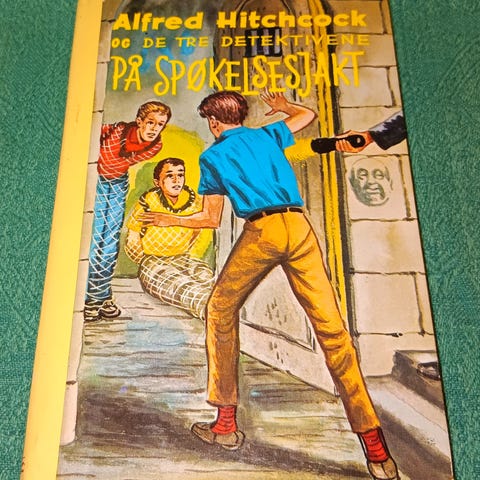 Alfred Hitchcock
OG DE TRE DETEKTIVENE
PÅ SPØKELSESJAKT